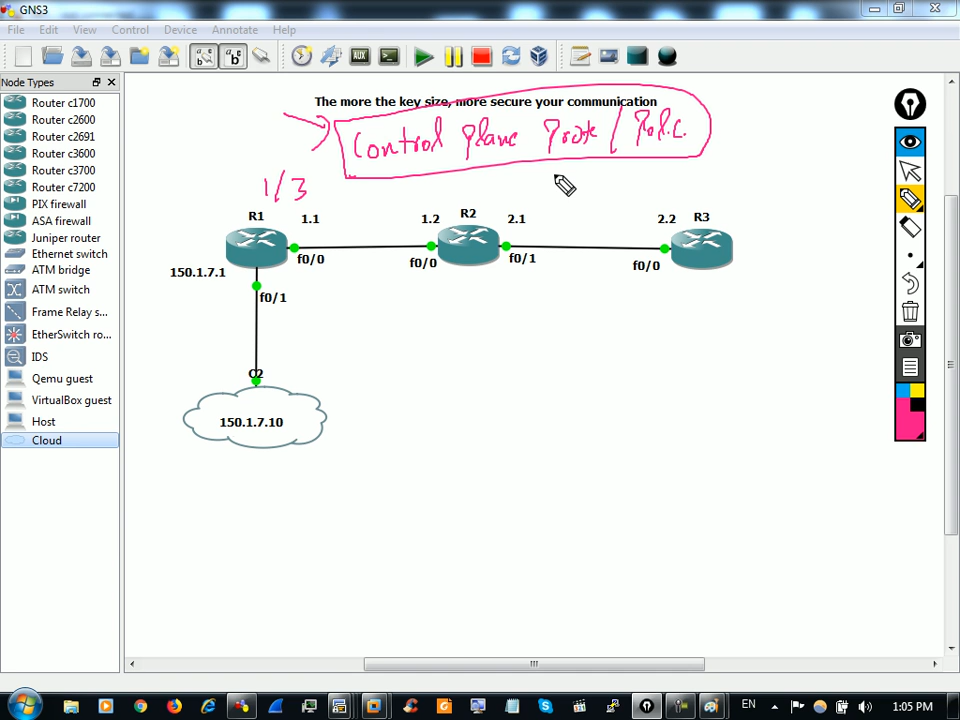 GNS3
File Edit View Control Device Annotate Help
Node Types
Router c1700
Router c2600
Router c2691
Router c3600
Router c3700
Router c7200
PIX firewall
ASA firewall
Juniper router
Ethernet switch
ATM bridge
ATM switch
Frame Relay s...
EtherSwitch ro...
IDS
Qemu guest
VirtualBox guest
Host
Cloud
AUX
The more the key size, more secure your communication
Control Plane
1/3
R1 1.1 1.2 R2 2.1 2.2 R3
f0/0 f0/0 f0/1 f0/0
150.1.7.1
f0/1
C2
150.1.7.10
EN 1:05 PM